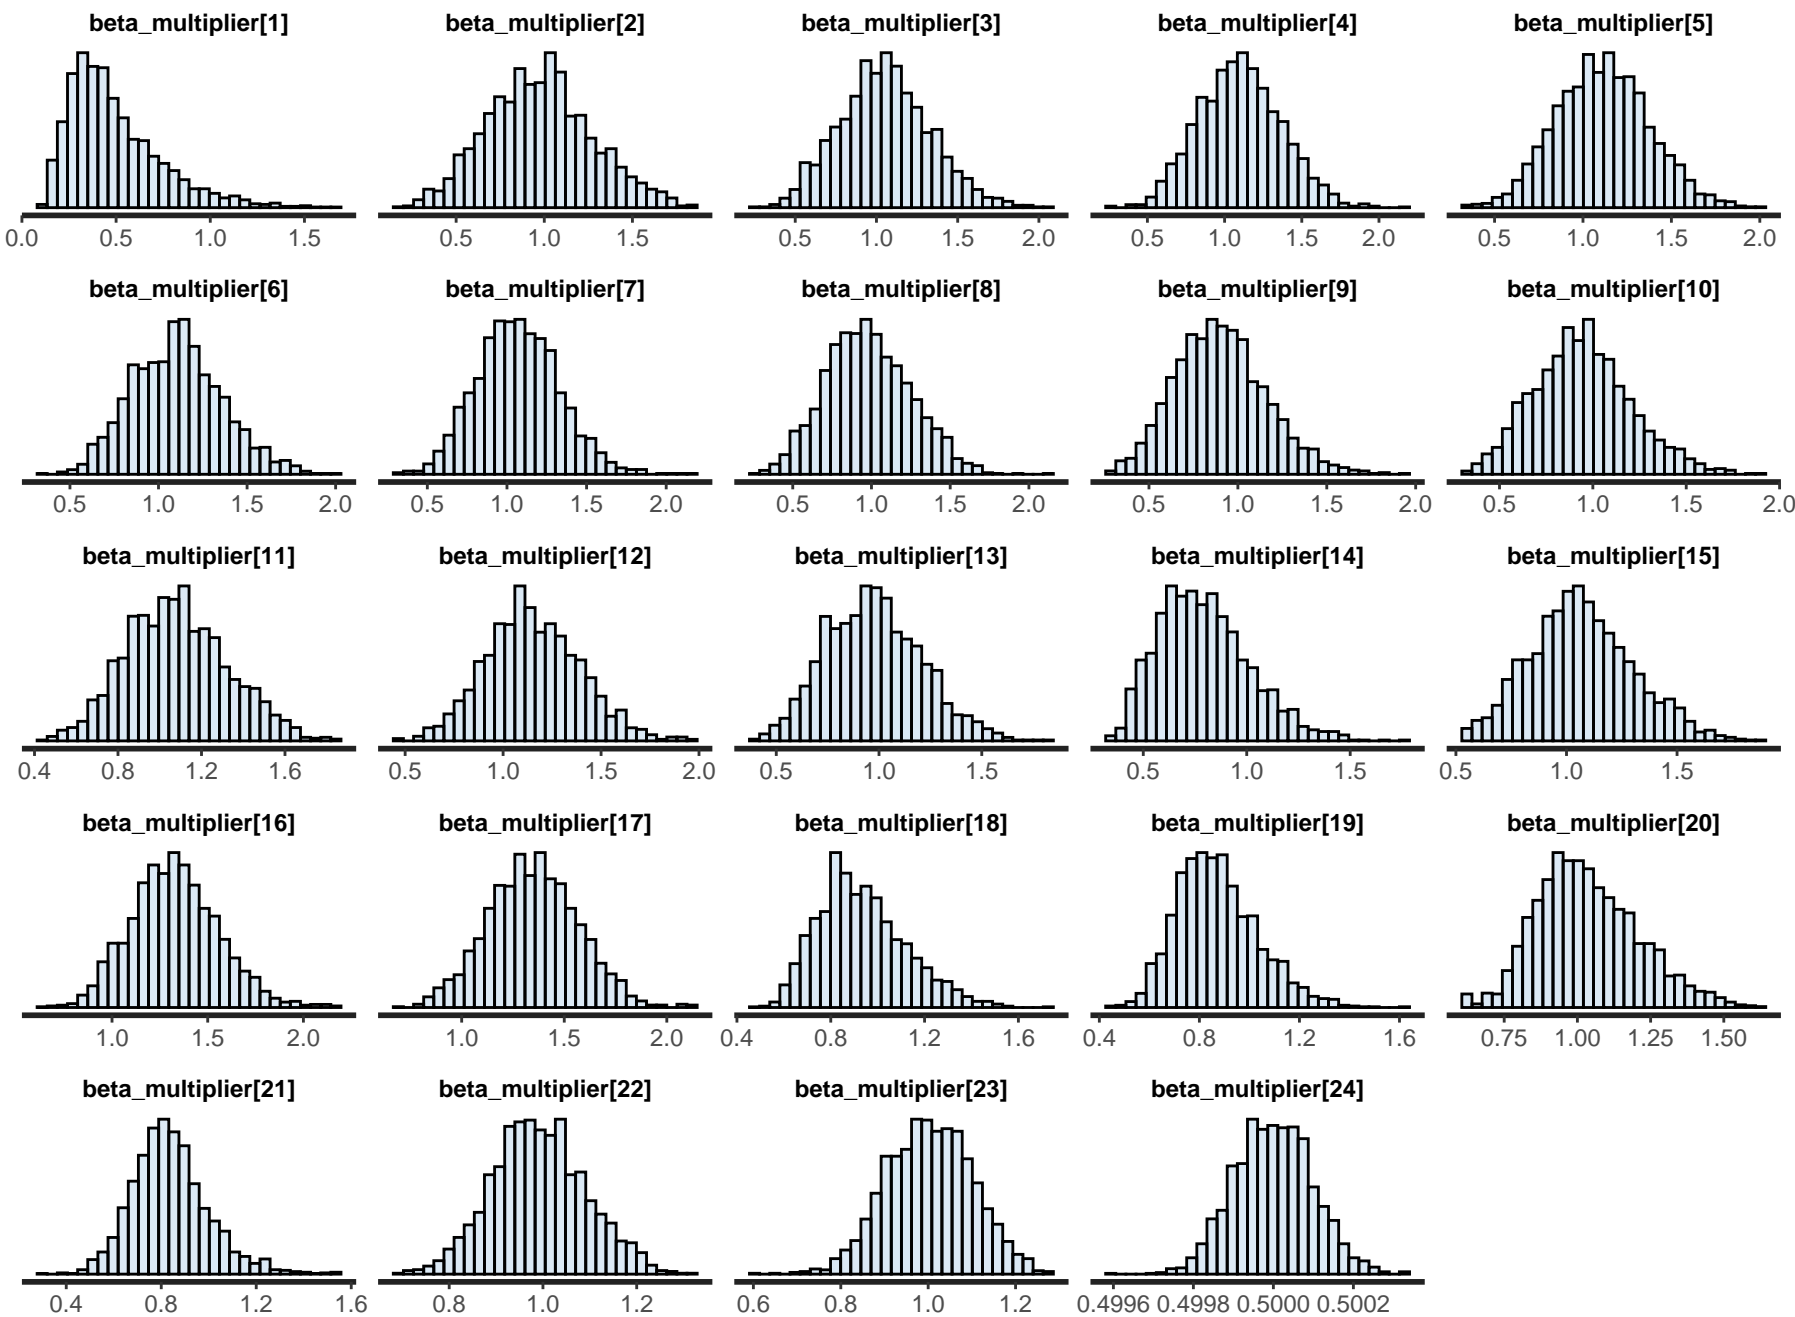 beta_multiplier[1] beta_multiplier[2] beta_multiplier[3] beta_multiplier[4] beta_multiplier[5]
0.0 0.5 1.0 1.5 0.5 1.0 1.5 0.5 1.0 1.5 2.0 0.5 1.0 1.5 2.0 0.5 1.0 1.5 2.0
beta_multiplier[6] beta_multiplier[7] beta_multiplier[8] beta_multiplier[9] beta_multiplier[10]
0.5 1.0 1.5 2.0 0.5 1.0 1.5 2.0 0.5 1.0 1.5 2.0 0.5 1.0 1.5 2.0 0.5 1.0 1.5 2.0
beta_multiplier[11] beta_multiplier[12] beta_multiplier[13] beta_multiplier[14] beta_multiplier[15]
0.4 0.8 1.2 1.6 0.5 1.0 1.5 2.0 0.5 1.0 1.5 0.5 1.0 1.5 0.5 1.0 1.5
beta_multiplier[16] beta_multiplier[17] beta_multiplier[18] beta_multiplier[19] beta_multiplier[20]
1.0 1.5 2.0 1.0 1.5 2.0 0.4 0.8 1.2 1.6 0.4 0.8 1.2 1.6 0.75 1.00 1.25 1.50
beta_multiplier[21] beta_multiplier[22] beta_multiplier[23] beta_multiplier[24]
0.4 0.8 1.2 1.6 0.8 1.0 1.2 0.6 0.8 1.0 1.2 0.4996 0.4998 0.5000 0.5002